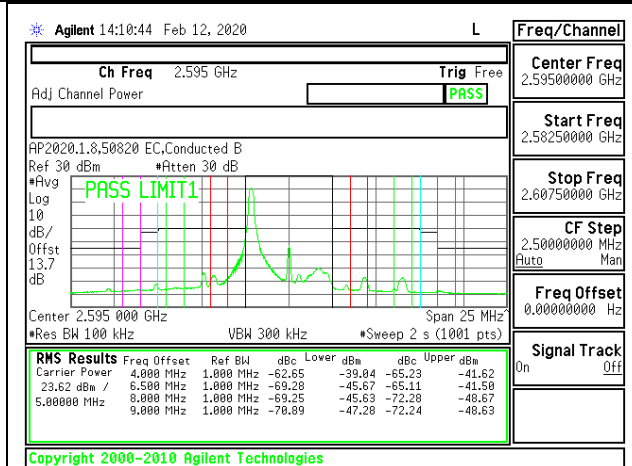 Agilent 14:10:44 Feb 12, 2020 L
Freq/Channel
Ch Freq 2.595 GHz Trig Free
Adj Channel Power PASS
AP2020.1.8,50820 EC,Conducted B
Ref 30 dBm #Atten 30 dB
#Avg
Log
10
dB/
Offst
13.7
dB
PASS LIMIT1
Center 2.595 000 GHz Span 25 MHz
#Res BW 100 kHz VBW 300 kHz #Sweep 2 s (1001 pts)
RMS Results Freq Offset Ref BW dBc Lower dBm dBc Upper dBm
Carrier Power 4.000 MHz 1.000 MHz -62.65 -39.04 -65.23 -41.62
23.62 dBm / 6.500 MHz 1.000 MHz -69.28 -45.67 -65.11 -41.50
5.00000 MHz 8.000 MHz 1.000 MHz -69.25 -45.63 -72.28 -48.67
9.000 MHz 1.000 MHz -70.89 -47.28 -72.24 -48.63
Copyright 2000-2010 Agilent Technologies
Center Freq
2.59500000 GHz
Start Freq
2.58250000 GHz
Stop Freq
2.60750000 GHz
CF Step
2.50000000 MHz
Auto Man
Freq Offset
0.00000000 Hz
Signal Track
On Off